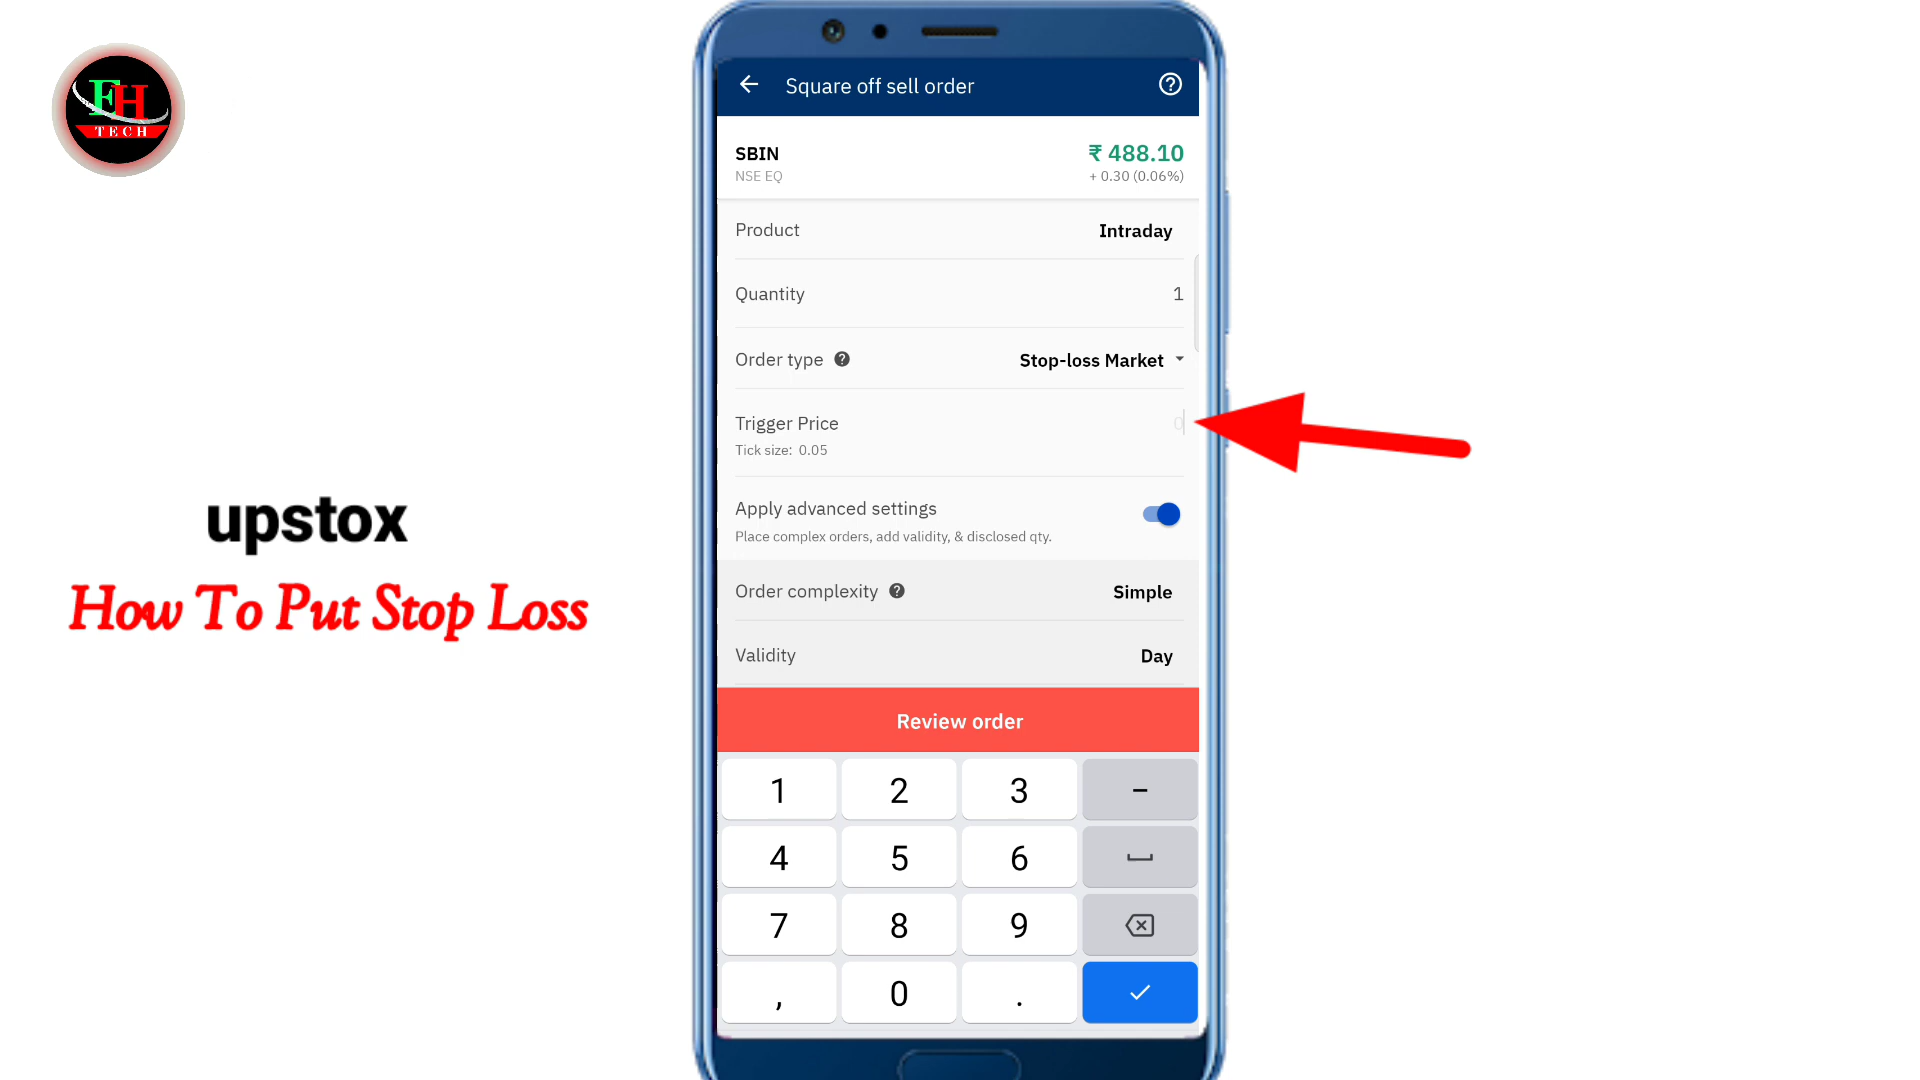 FH
TECH
upstox
How To Put Stop Loss
Square off sell order
SBIN
₹ 488.10
NSE EQ
+ 0.30 (0.06%)
Product
Intraday
Quantity
1
Order type
Stop-loss Market
Trigger Price
0
Tick size: 0.05
Apply advanced settings
Place complex orders, add validity, & disclosed qty.
Order complexity
Simple
Validity
Day
Review order
1 2 3 −
4 5 6
7 8 9
, 0 .